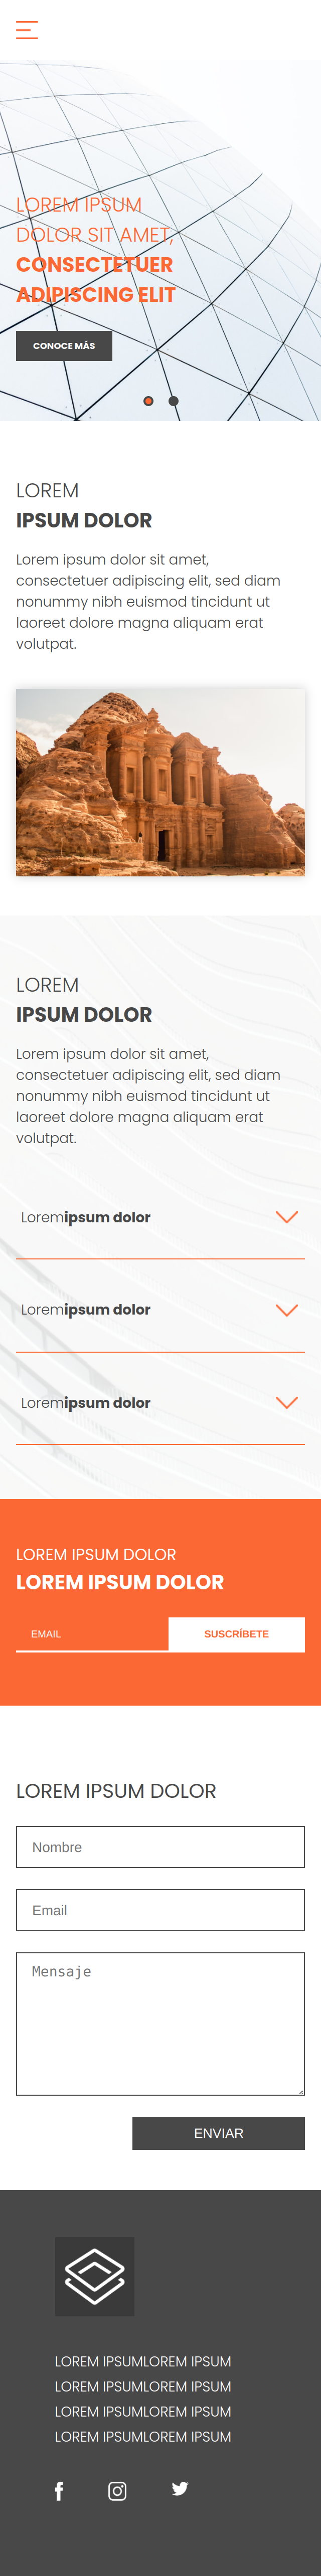 LOREM IPSUM
DOLOR SIT AMET,
CONSECTETUER
ADIPISCING ELIT
CONOCE MÁS
LOREM
IPSUM DOLOR
Lorem ipsum dolor sit amet,
consectetuer adipiscing elit, sed diam
nonummy nibh euismod tincidunt ut
laoreet dolore magna aliquam erat
volutpat.
LOREM
IPSUM DOLOR
Lorem ipsum dolor sit amet,
consectetuer adipiscing elit, sed diam
nonummy nibh euismod tincidunt ut
laoreet dolore magna aliquam erat
volutpat.
Loremipsum dolor
Loremipsum dolor
Loremipsum dolor
LOREM IPSUM DOLOR
LOREM IPSUM DOLOR
EMAIL SUSCRÍBETE
LOREM IPSUM DOLOR
Nombre
Email
Mensaje
ENVIAR
LOREM IPSUMLOREM IPSUM
LOREM IPSUMLOREM IPSUM
LOREM IPSUMLOREM IPSUM
LOREM IPSUMLOREM IPSUM